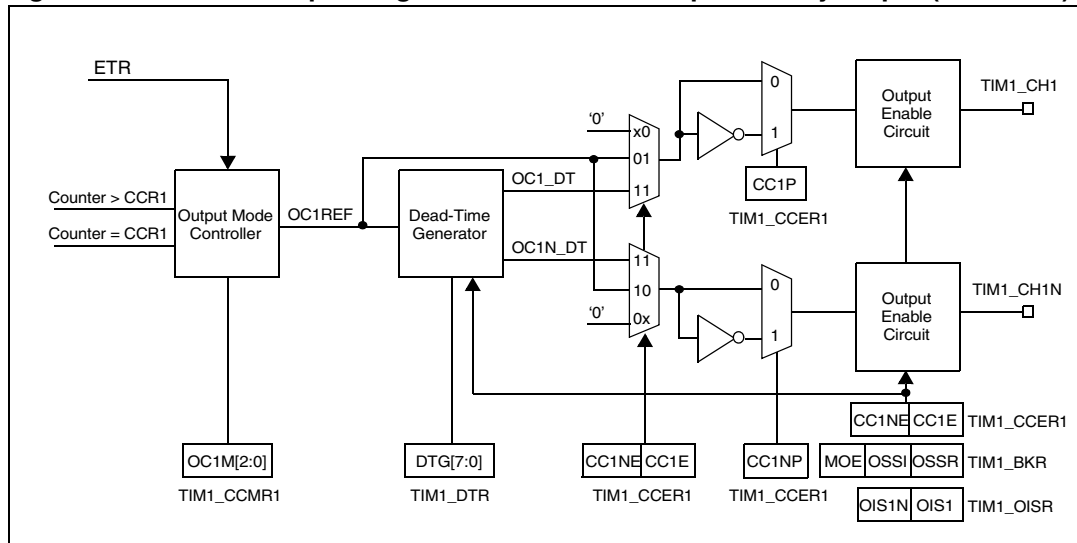 ETR
Counter > CCR1
Counter = CCR1
Output Mode
Controller
OC1REF
Dead-Time
Generator
OC1_DT
OC1N_DT
‘0’
x0
01
11
11
10
0x
‘0’
0
1
CC1P
TIM1_CCER1
0
1
Output
Enable
Circuit
TIM1_CH1
Output
Enable
Circuit
TIM1_CH1N
OC1M[2:0]
TIM1_CCMR1
DTG[7:0]
TIM1_DTR
CC1NE CC1E
TIM1_CCER1
CC1NP
TIM1_CCER1
CC1NE CC1E TIM1_CCER1
MOE OSSI OSSR TIM1_BKR
OIS1N OIS1 TIM1_OISR